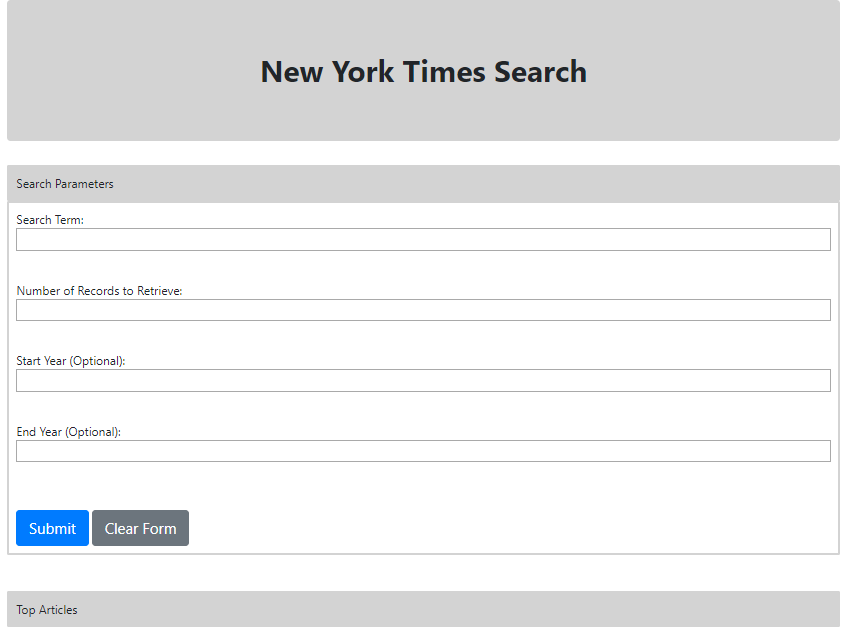 New York Times Search
Search Parameters
Search Term:
Number of Records to Retrieve:
Start Year (Optional):
End Year (Optional):
Submit Clear Form
Top Articles